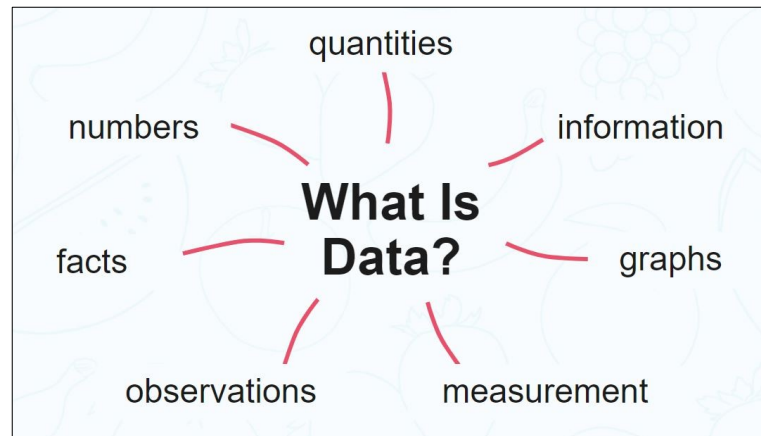 quantities
numbers
information
What Is
Data?
facts
graphs
observations
measurement